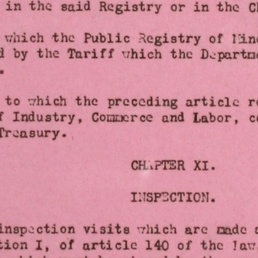 in the said Registry or in the
which the Public Registry of
by the Tariff which the
to which the preceding article
Industry, Commerce and Labor,
Treasury.
CHAPTER XI.
INSPECTION.
inspection visits which are made
I, of article 140 of the